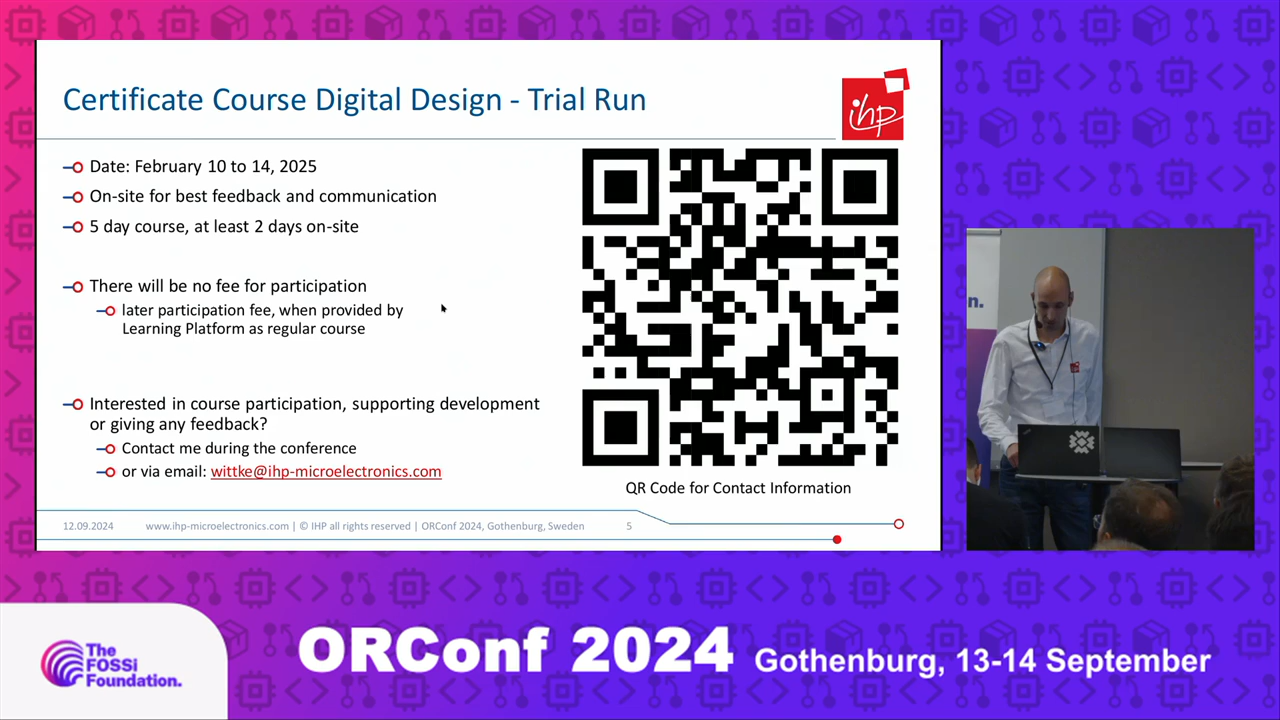 Certificate Course Digital Design - Trial Run
ihp
Date: February 10 to 14, 2025
On-site for best feedback and communication
5 day course, at least 2 days on-site
There will be no fee for participation
later participation fee, when provided by
Learning Platform as regular course
Interested in course participation, supporting development
or giving any feedback?
Contact me during the conference
or via email: wittke@ihp-microelectronics.com
QR Code for Contact Information
12.09.2024 www.ihp-microelectronics.com | © IHP all rights reserved | ORConf 2024, Gothenburg, Sweden 5
n.
ihp
The
FOSSi
Foundation.
ORConf 2024 Gothenburg, 13-14 September